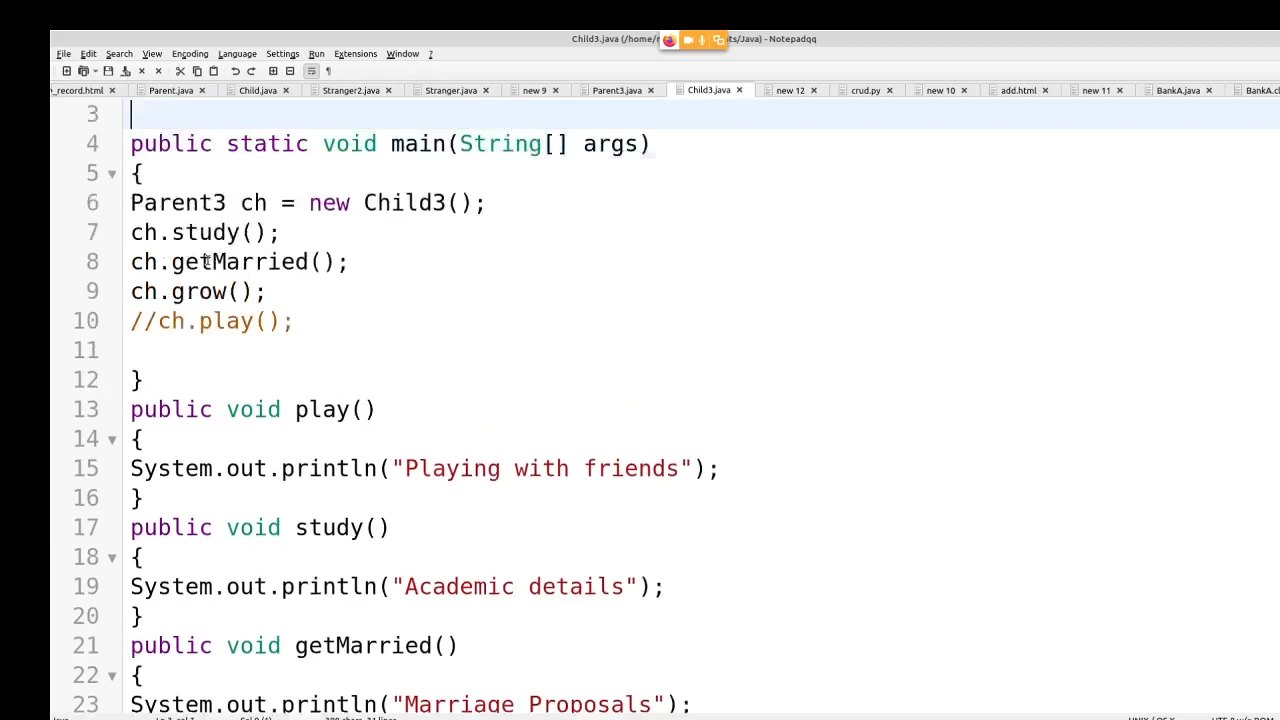 Child3.java (/home/ ts/Java) - Notepadqq
File Edit Search View Encoding Language Settings Run Extensions Window ?
_record.html Parent.java Child.java Stranger2.java Stranger.java new 9 Parent3.java Child3.java new 12 crud.py new 10 add.html new 11 BankA.java BankA.cl
3
4 public static void main(String[] args)
5 {
6 Parent3 ch = new Child3();
7 ch.study();
8 ch.getMarried();
9 ch.grow();
10 //ch.play();
11
12 }
13 public void play()
14 {
15 System.out.println("Playing with friends");
16 }
17 public void study()
18 {
19 System.out.println("Academic details");
20 }
21 public void getMarried()
22 {
23 System.out.println("Marriage Proposals");